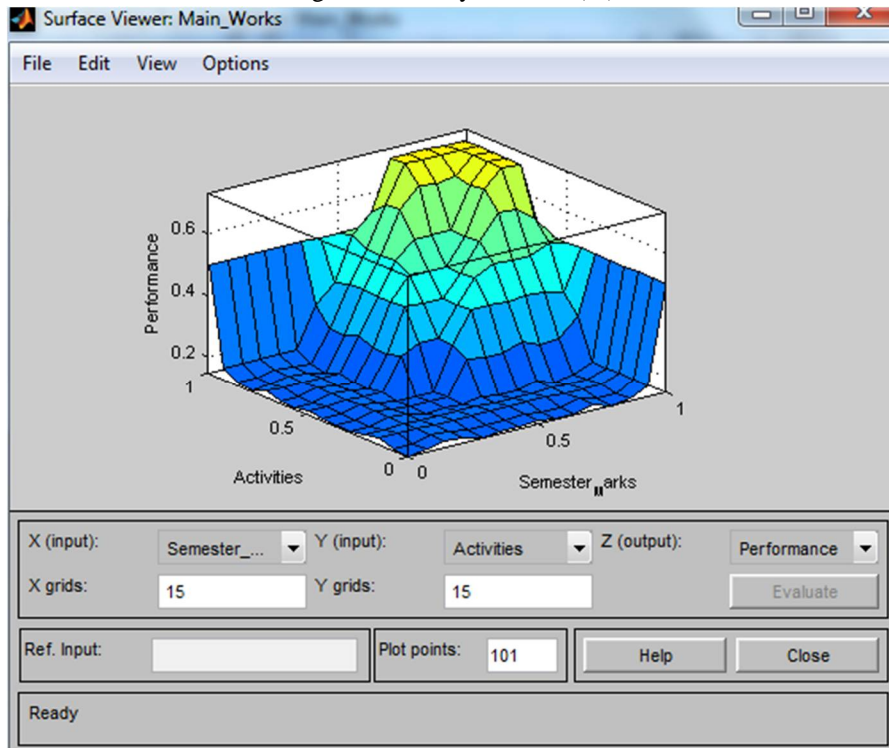 Surface Viewer: Main_Works
File Edit View Options
Performance
0.6
0.4
0.2
1
0.5
0
Activities
0
0.5
1
Semester_Marks
X (input): Semester_... Y (input): Activities Z (output): Performance
X grids: 15 Y grids: 15 Evaluate
Ref. Input: Plot points: 101 Help Close
Ready